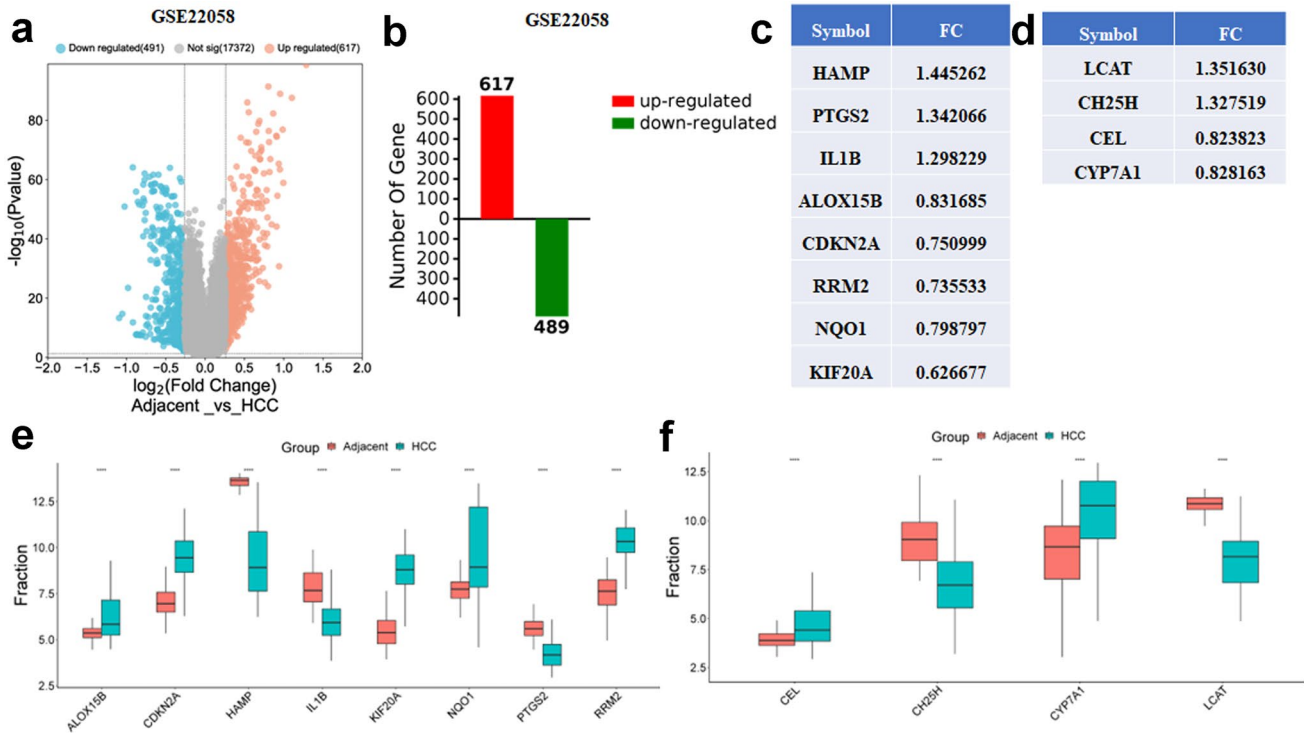 a
GSE22058
Down regulated(491) Not sig(17372) Up regulated(617)
-log10(Pvalue)
80
60
40
20
0
−2.0 −1.5 −1.0 −0.5 0.0 0.5 1.0 1.5 2.0
log2(Fold Change)
Adjacent _vs_HCC
b
GSE22058
617
up-regulated
down-regulated
Number Of Gene
600
500
400
300
200
100
0
100
200
300
400
489
c
Symbol FC
HAMP 1.445262
PTGS2 1.342066
IL1B 1.298229
ALOX15B 0.831685
CDKN2A 0.750999
RRM2 0.735533
NQO1 0.798797
KIF20A 0.626677
d
Symbol FC
LCAT 1.351630
CH25H 1.327519
CEL 0.823823
CYP7A1 0.828163
e
Group Adjacent HCC
**** **** **** **** **** **** **** ****
Fraction
12.5
10.0
7.5
5.0
2.5
ALOX15B CDKN2A HAMP IL1B KIF20A NQO1 PTGS2 RRM2
f
Group Adjacent HCC
**** **** **** ****
Fraction
12.5
10.0
7.5
5.0
2.5
CEL CH25H CYP7A1 LCAT